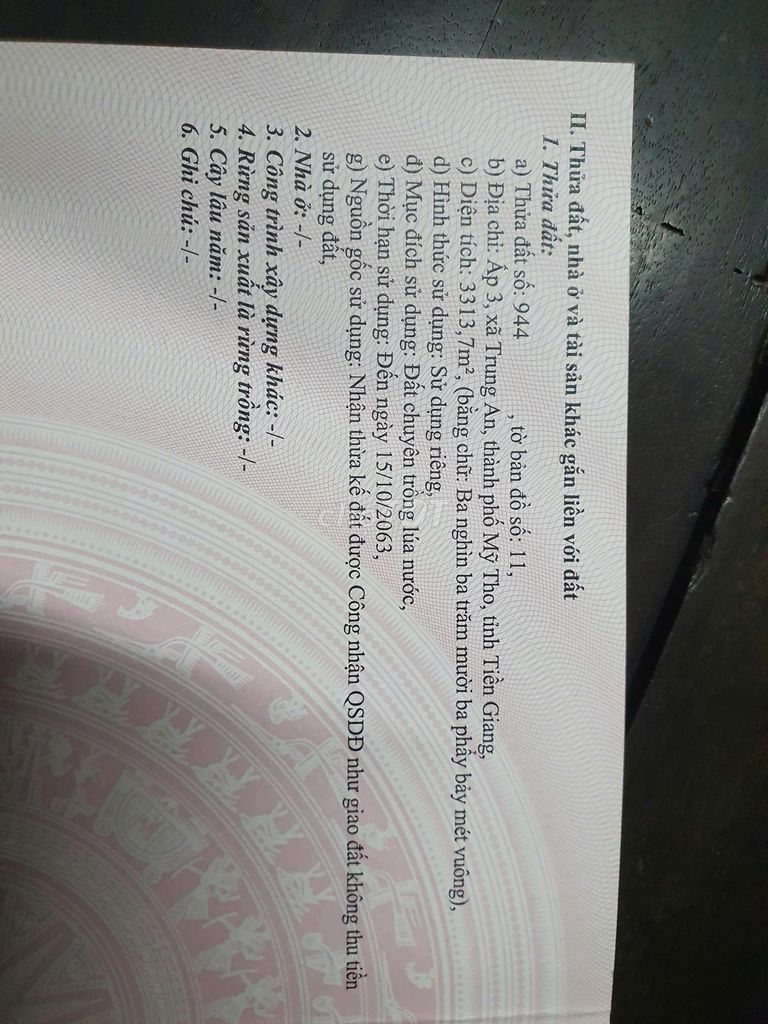 II. Thửa đất, nhà ở và tài sản khác gắn liền với đất
1. Thửa đất:
a) Thửa đất số: 944 , tờ bản đồ số: 11,
b) Địa chỉ: Ấp 3, xã Trung An, thành phố Mỹ Tho, tỉnh Tiền Giang,
c) Diện tích: 3313,7m², (bằng chữ: Ba nghìn ba trăm mười ba phẩy bảy mét vuông),
d) Hình thức sử dụng: Sử dụng riêng,
đ) Mục đích sử dụng: Đất chuyên trồng lúa nước,
e) Thời hạn sử dụng: Đến ngày 15/10/2063,
g) Nguồn gốc sử dụng: Nhận thừa kế đất được Công nhận QSDĐ như giao đất không thu tiền
sử dụng đất,
2. Nhà ở: -/-
3. Công trình xây dựng khác: -/-
4. Rừng sản xuất là rừng trồng: -/-
5. Cây lâu năm: -/-
6. Ghi chú: -/-